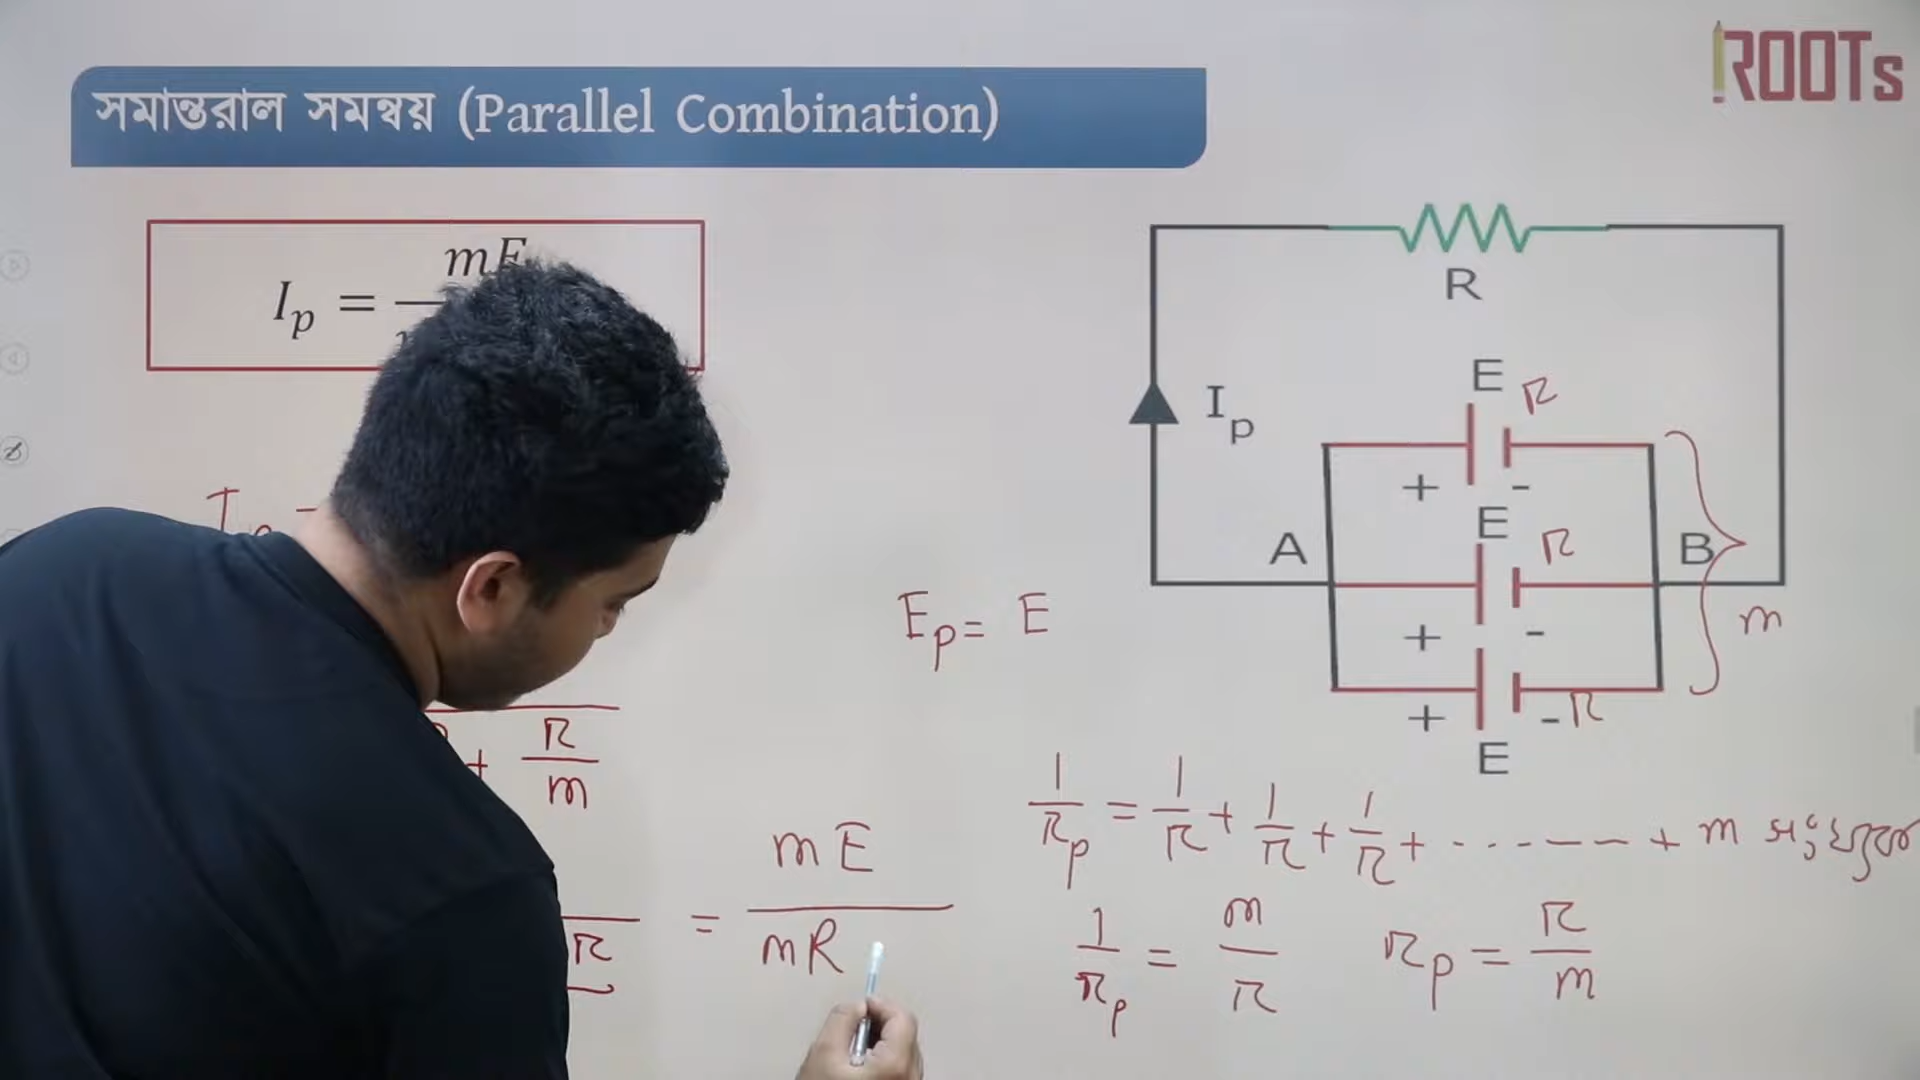 ROOTs
সমান্তরাল সমন্বয় (Parallel Combination)
mE
I_p =
R
E r
I_p
+ -
E r
A B
+ -
m
+ - r
E
E_p = E
+ r/m
1/r_p = 1/r + 1/r + 1/r + ........ + m সংখ্যক
r = mE/mR
1/r_p = m/r r_p = r/m